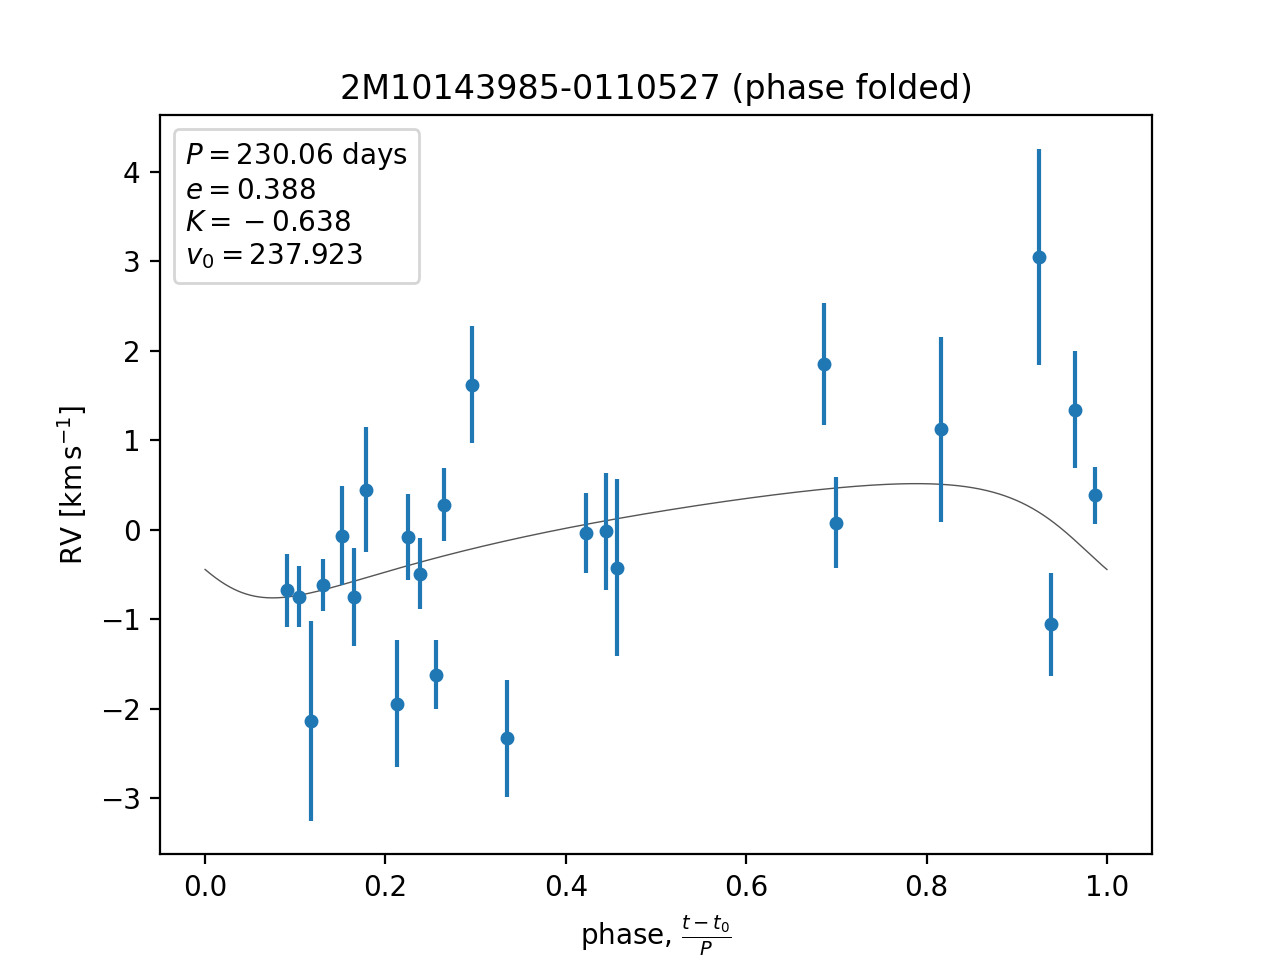 2M10143985-0110527 (phase folded)
P = 230.06 days
e = 0.388
K = −0.638
v₀ = 237.923
4
3
2
1
0
−1
−2
−3
RV [km s⁻¹]
0.0 0.2 0.4 0.6 0.8 1.0
phase, (t − t₀)/P